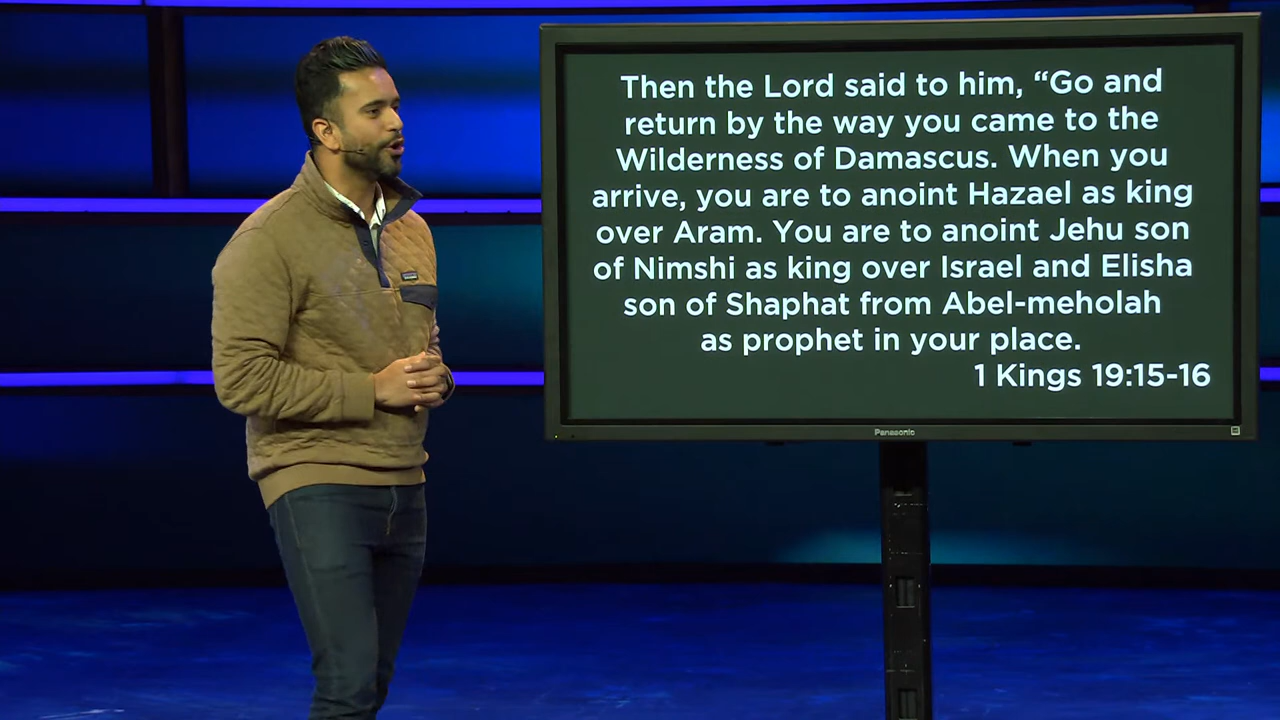 Then the Lord said to him, “Go and
return by the way you came to the
Wilderness of Damascus. When you
arrive, you are to anoint Hazael as king
over Aram. You are to anoint Jehu son
of Nimshi as king over Israel and Elisha
son of Shaphat from Abel-meholah
as prophet in your place.
1 Kings 19:15-16
Panasonic